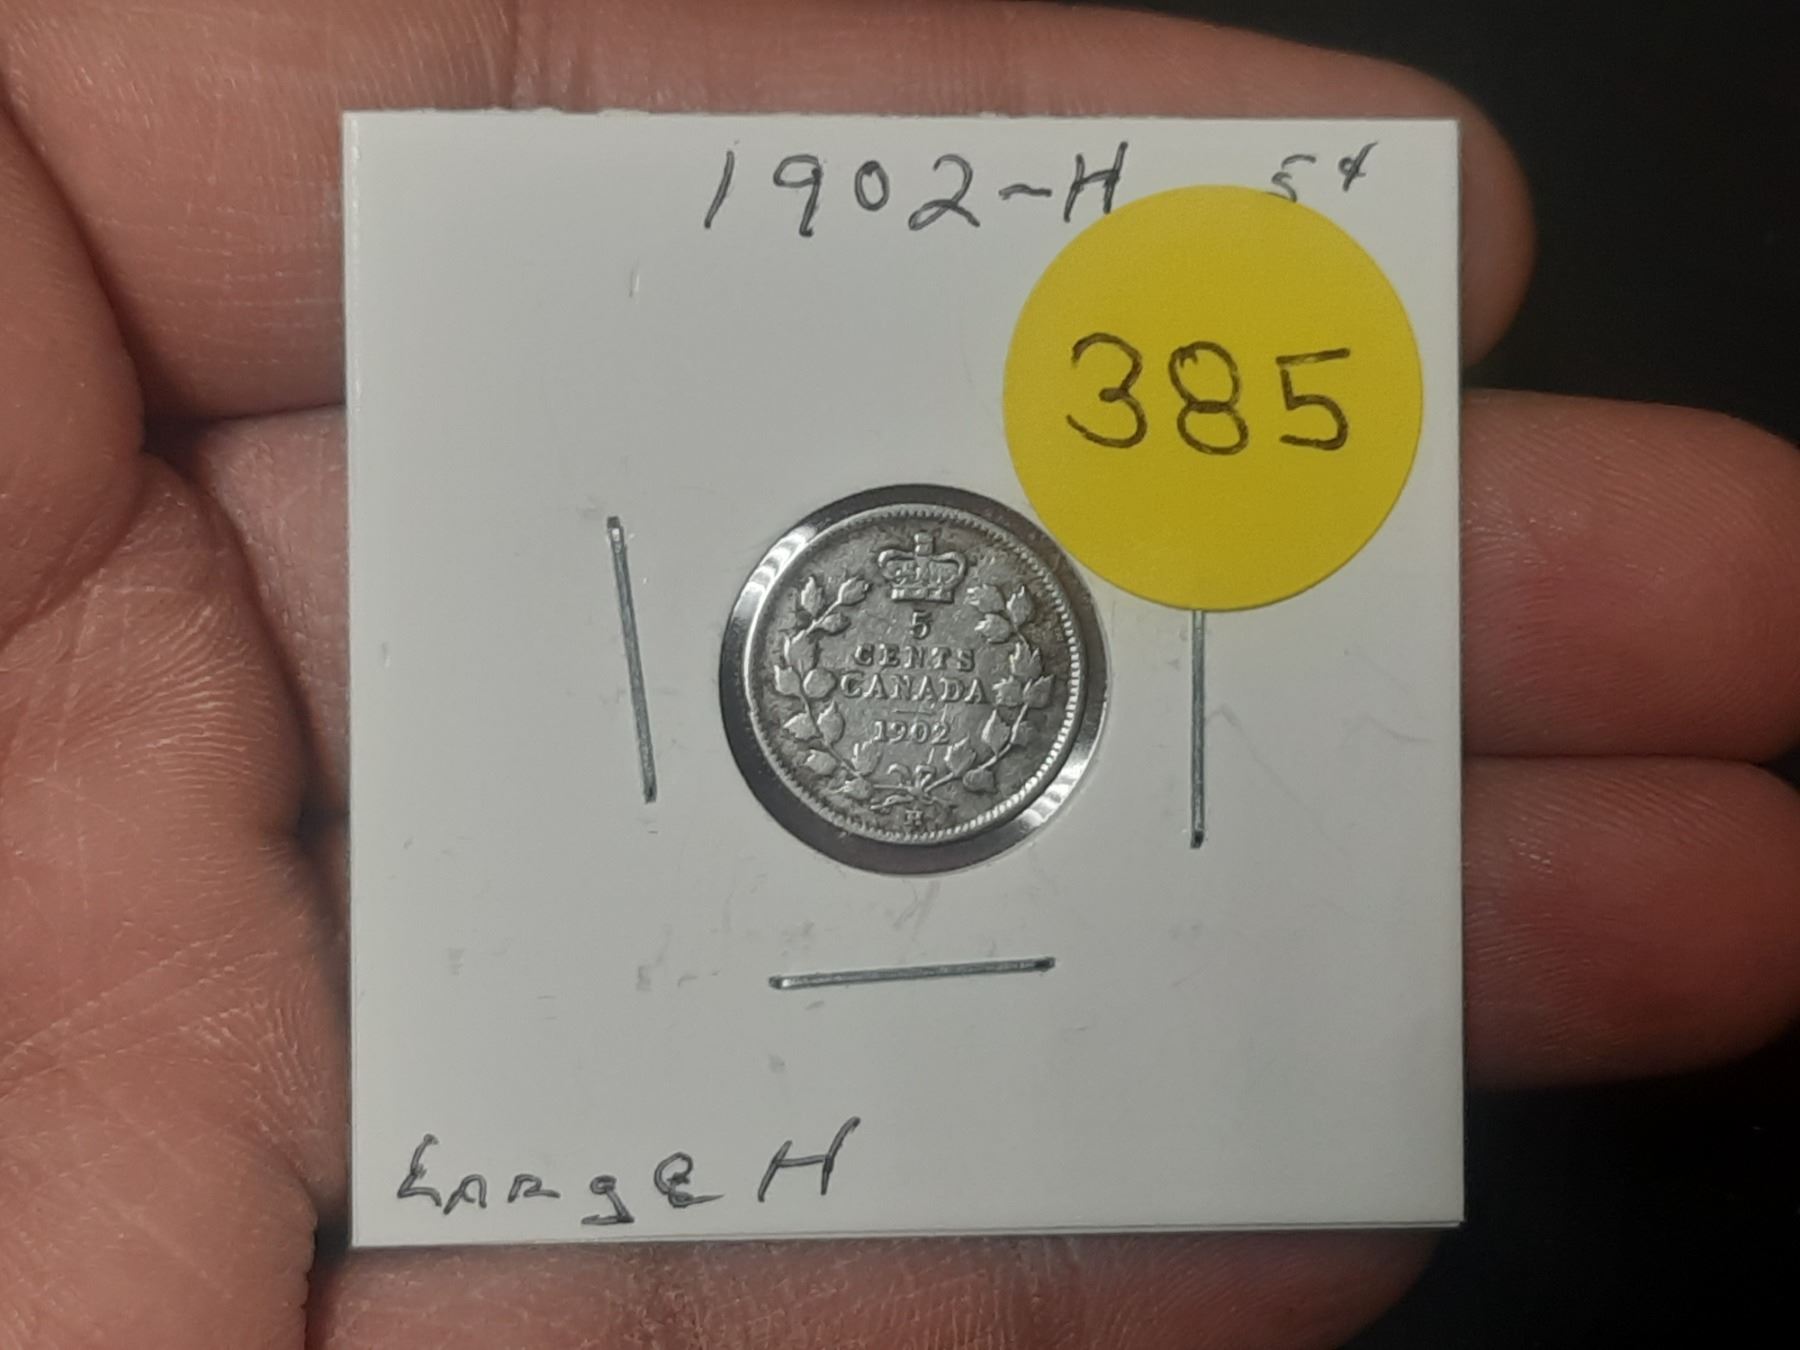 1902-H 5¢
385
5
CENTS
CANADA
1902
H
Large H